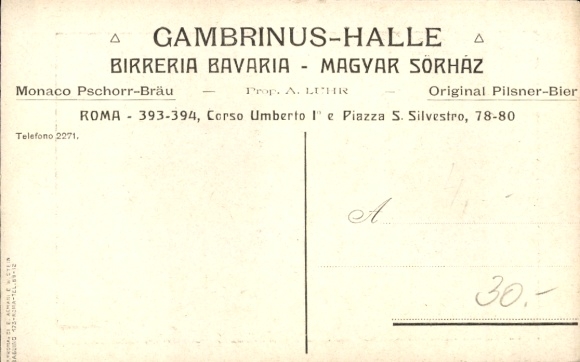 GAMBRINUS-HALLE
BIRRERIA BAVARIA - MAGYAR SÖRHÁZ
Monaco Pschorr-Bräu — Prop. A. LUHR — Original Pilsner-Bier
ROMA - 393-394, Corso Umberto I° e Piazza S. Silvestro, 78-80
Telefono 2271.
A
30.-